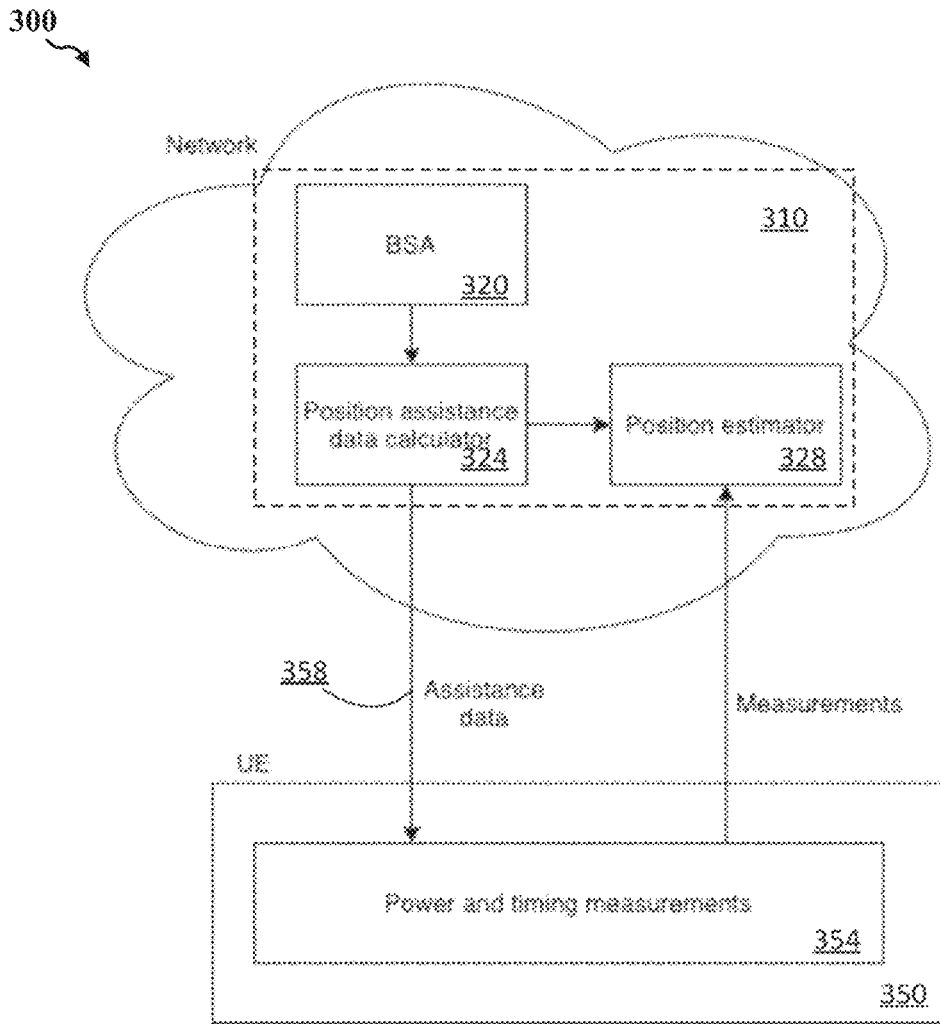 300
Network
310
BSA
320
Position assistance
data calculator
324
Position estimator
328
358
Assistance
data
Measurements
UE
Power and timing measurements
354
350